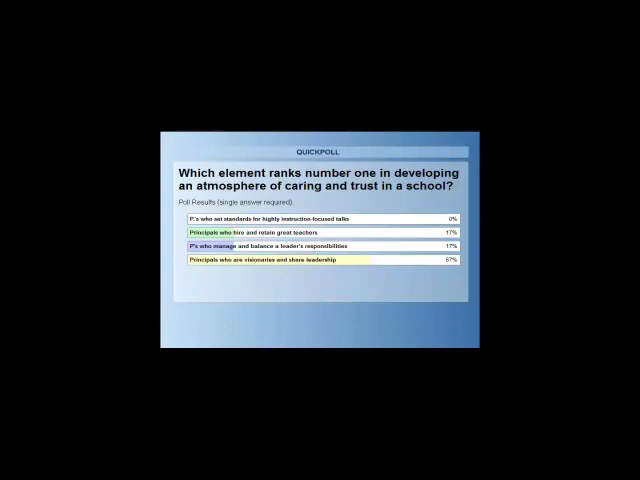 QUICKPOLL
Which element ranks number one in developing
an atmosphere of caring and trust in a school?
Poll Results (single answer required)
P.'s who set standards for highly instruction-focused talks 0%
Principals who hire and retain great teachers 17%
P's who manage and balance a leader's responsibilities 17%
Principals who are visionaries and share leadership 67%